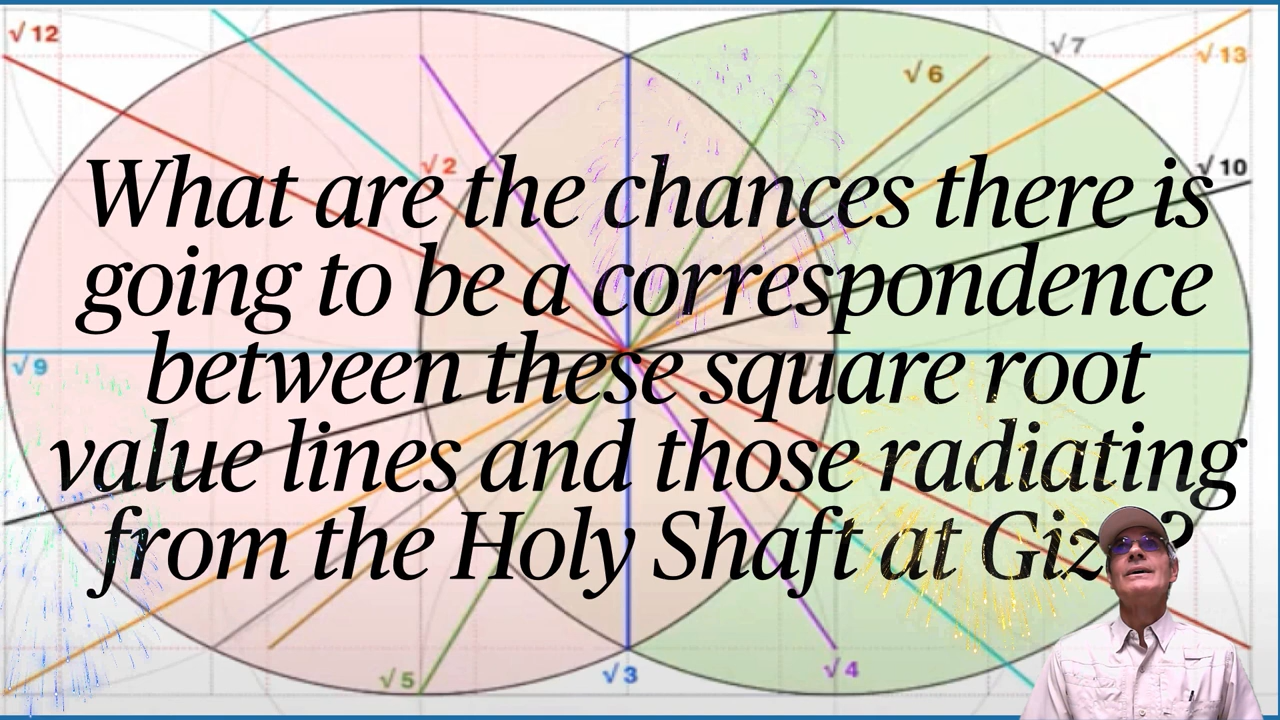 √12
√7
√6
√13
√2
√10
What are the chances there is
going to be a correspondence
between these square root
value lines and those radiating
from the Holy Shaft at
√9
√5
√3
√4